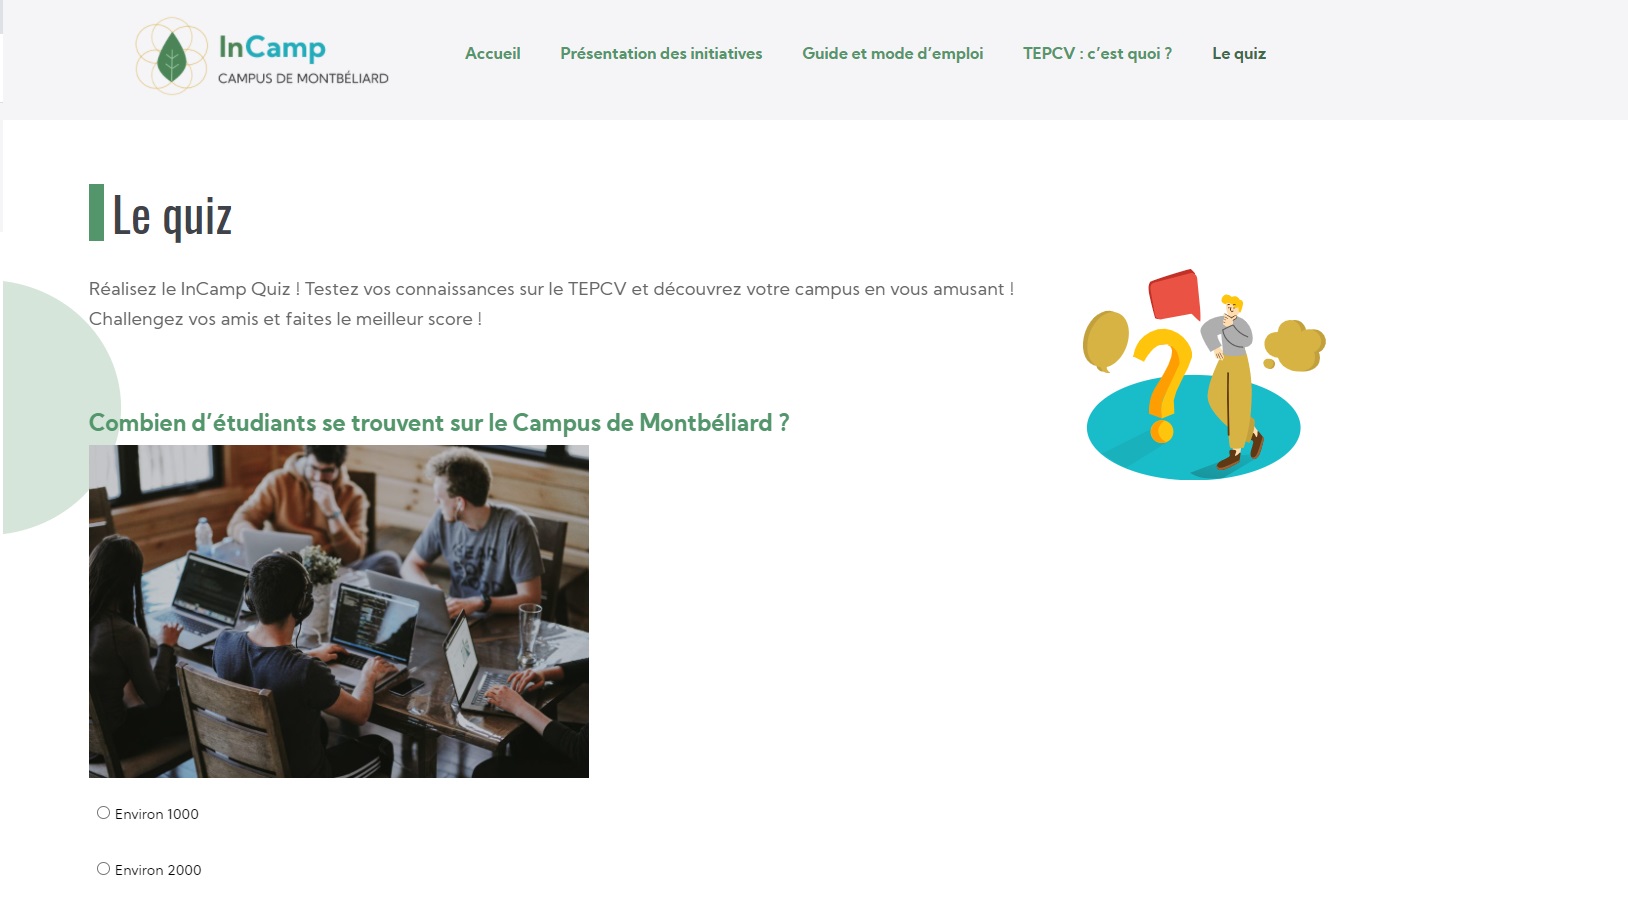 InCamp
CAMPUS DE MONTBÉLIARD
Accueil
Présentation des initiatives
Guide et mode d’emploi
TEPCV : c’est quoi ?
Le quiz
Le quiz
Réalisez le InCamp Quiz ! Testez vos connaissances sur le TEPCV et découvrez votre campus en vous amusant !
Challengez vos amis et faites le meilleur score !
Combien d’étudiants se trouvent sur le Campus de Montbéliard ?
Environ 1000
Environ 2000